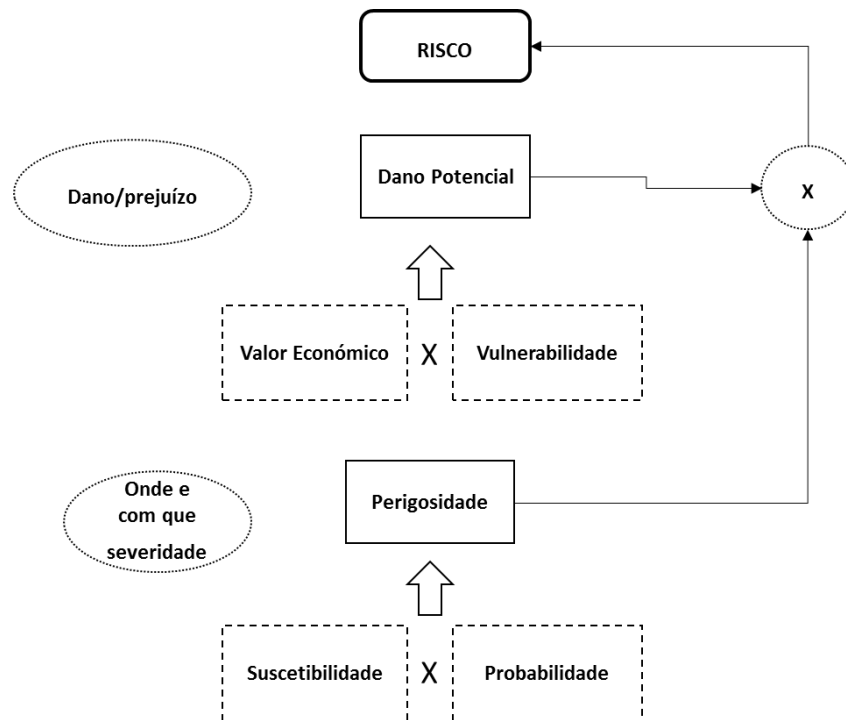 RISCO
Dano/prejuízo
Dano Potencial
X
Valor Económico X Vulnerabilidade
Onde e
com que
severidade
Perigosidade
Suscetibilidade X Probabilidade